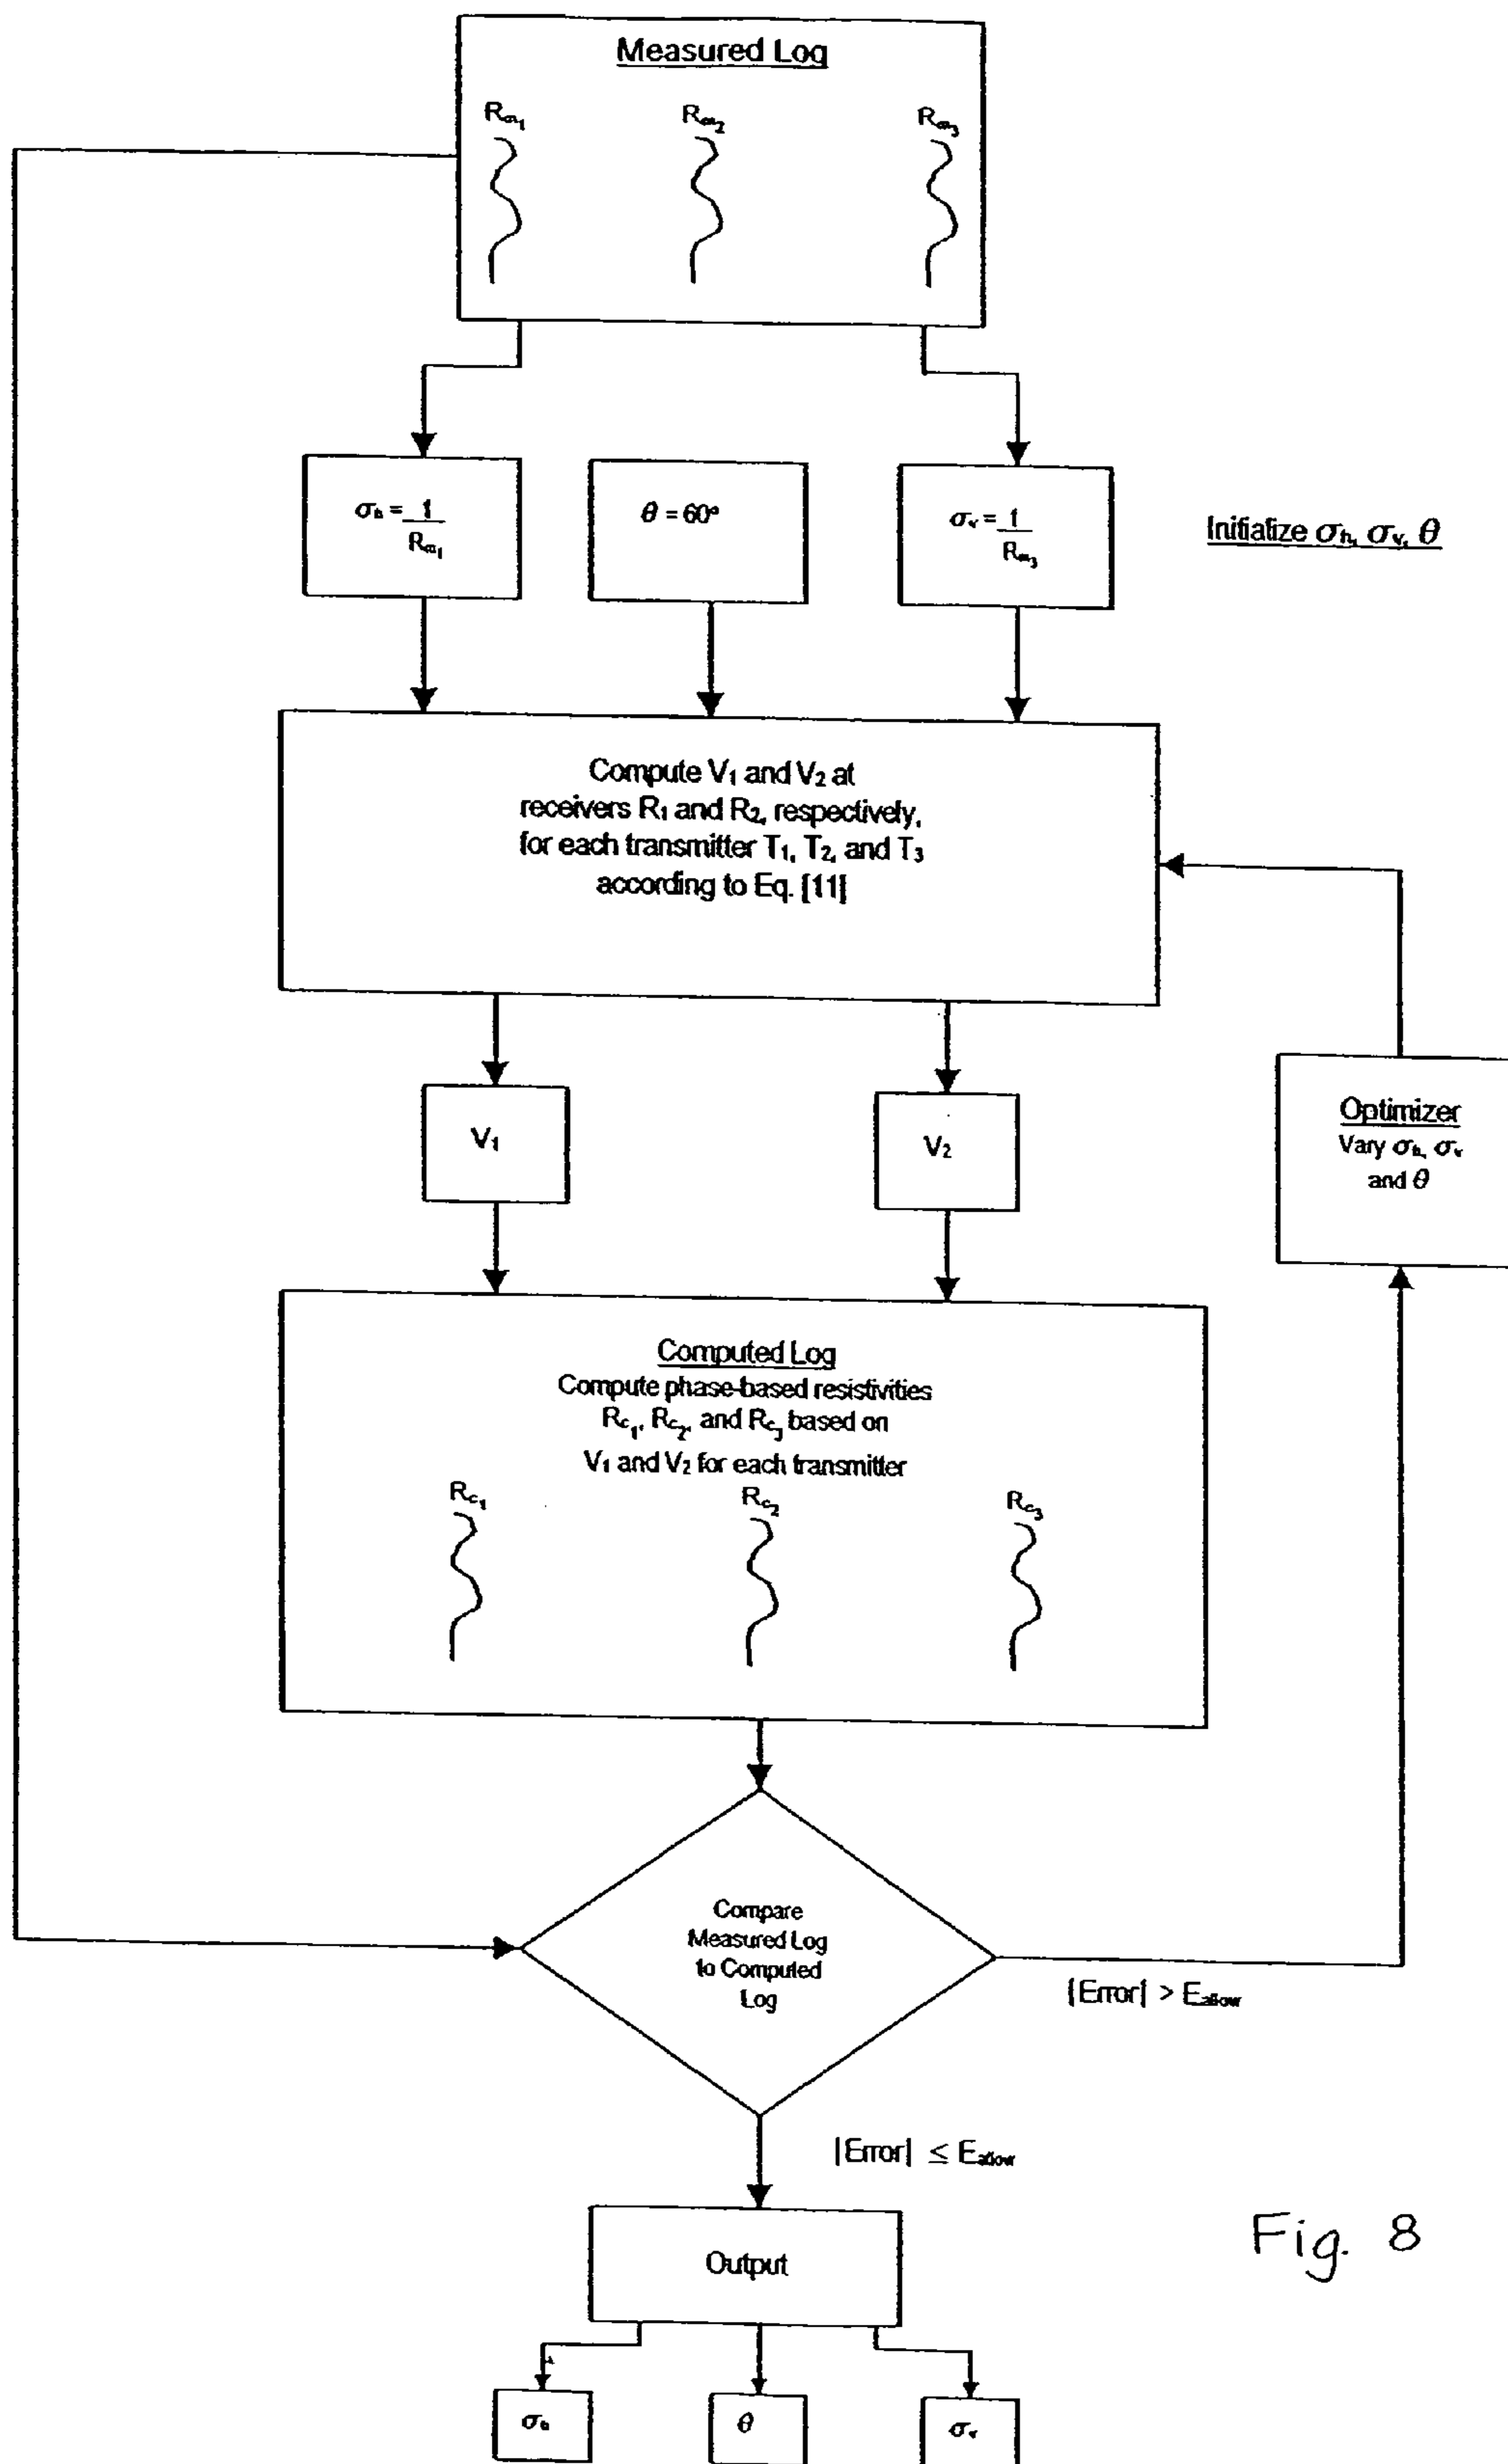 Measured Log
Rm1 Rm2 Rm3
σh = 1
Rm1
θ = 60°
σv = 1
Rm3
Initialize σh, σv, θ
Compute V1 and V2 at
receivers R1 and R2, respectively,
for each transmitter T1, T2, and T3
according to Eq. [11]
V1
V2
Optimizer
Vary σh, σv
and θ
Computed Log
Compute phase-based resistivities
Rc1, Rc2, and Rc3 based on
V1 and V2 for each transmitter
Rc1 Rc2 Rc3
Compare
Measured Log
to Computed
Log
|Error| > Eallow
|Error| ≤ Eallow
Output
Fig. 8
σh
θ
σv